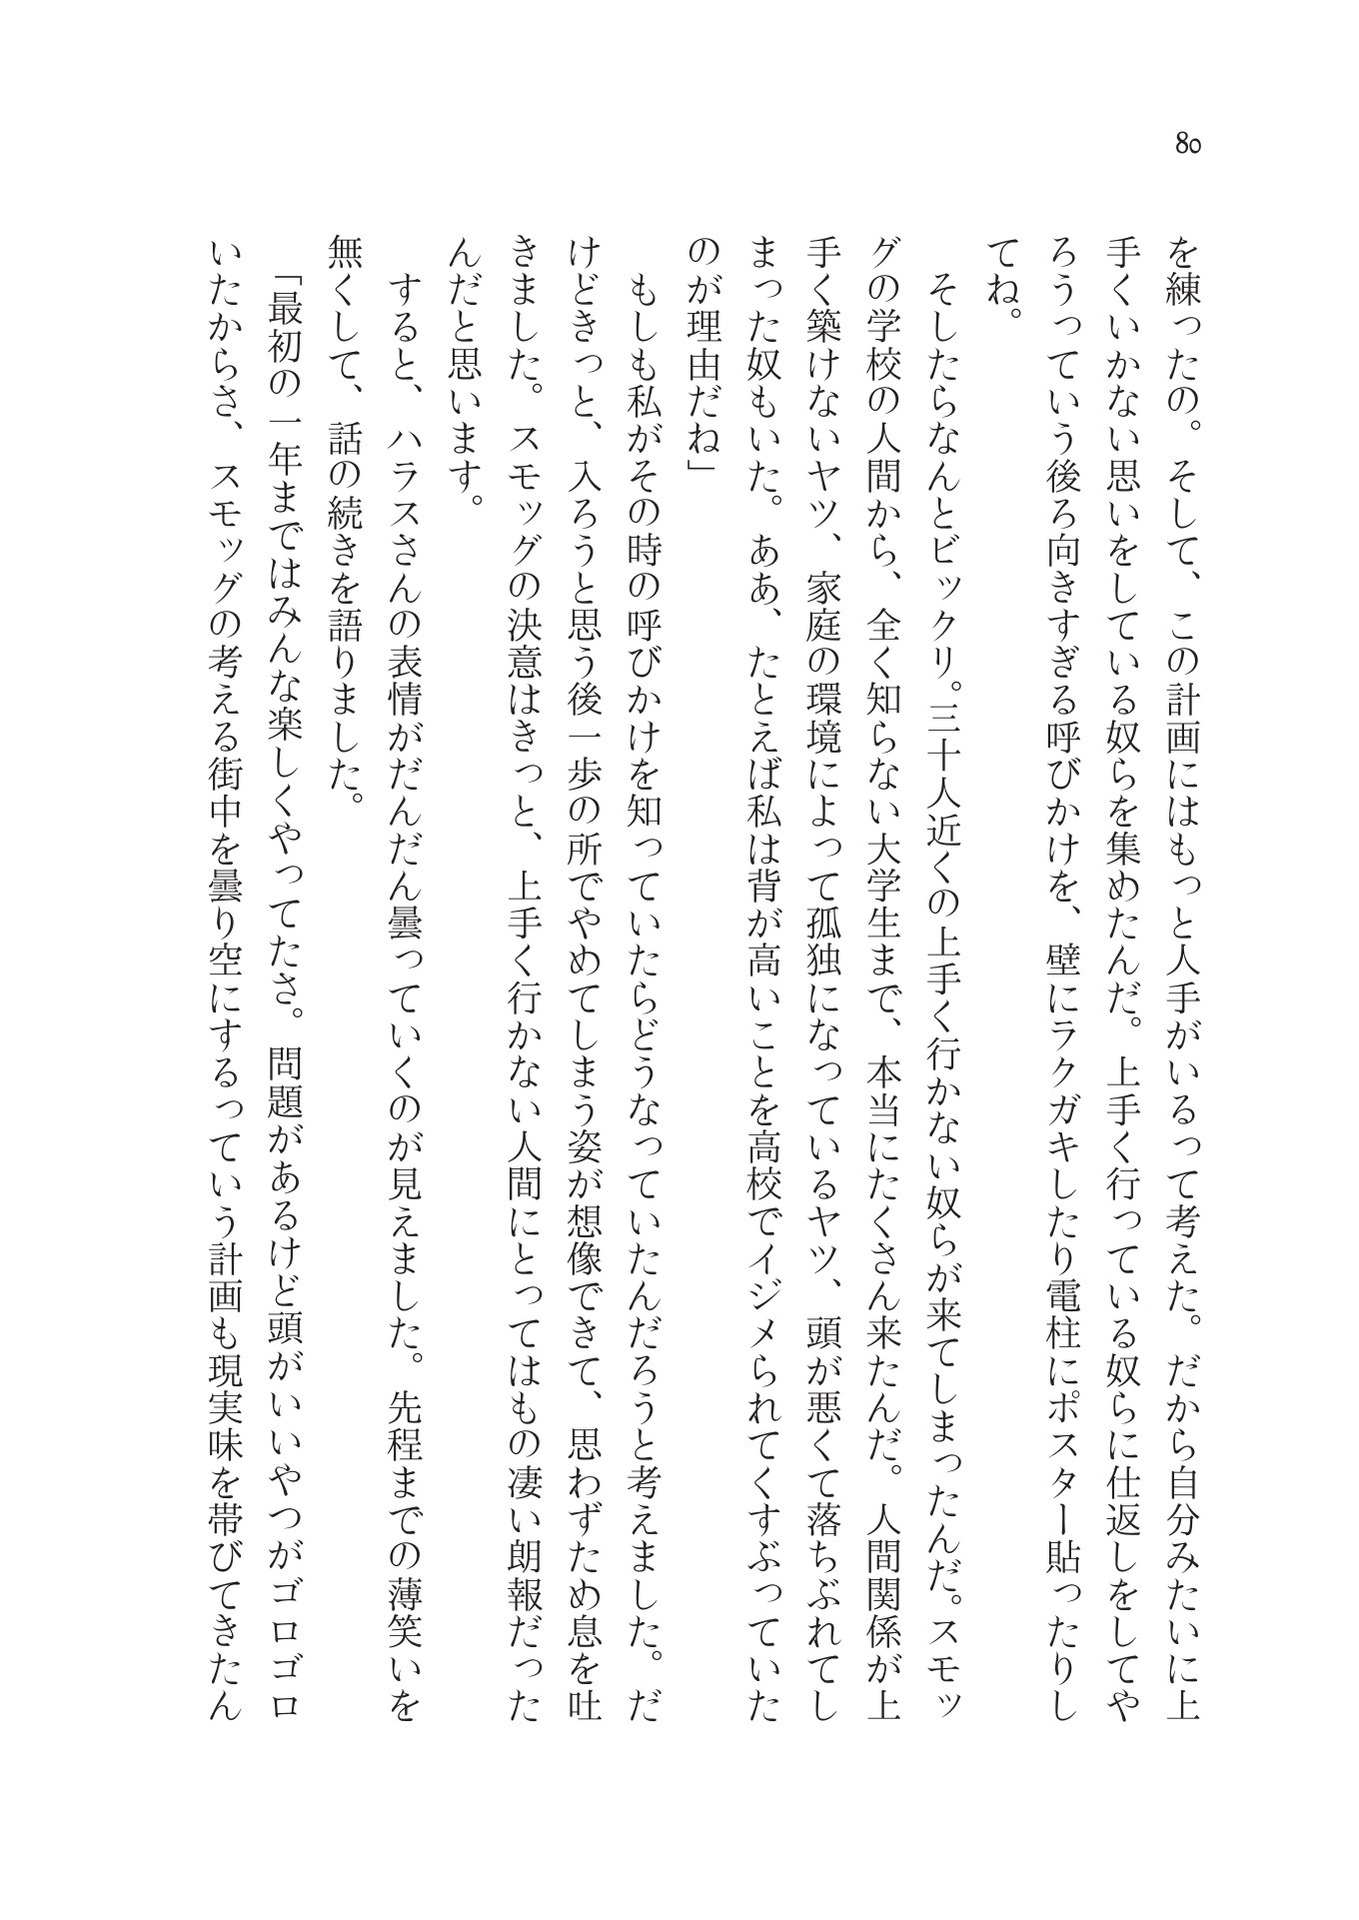 80
を練ったの。そして、この計画にはもっと人手がいるって考えた。だから自分みたいに上
手くいかない思いをしている奴らを集めたんだ。上手く行っている奴らに仕返しをしてや
ろうっていう後ろ向きすぎる呼びかけを、壁にラクガキしたり電柱にポスター貼ったりし
てね。
　そしたらなんとビックリ。三十人近くの上手く行かない奴らが来てしまったんだ。スモッ
グの学校の人間から、全く知らない大学生まで、本当にたくさん来たんだ。人間関係が上
手く築けないヤツ、家庭の環境によって孤独になっているヤツ、頭が悪くて落ちぶれてし
まった奴もいた。ああ、たとえば私は背が高いことを高校でイジメられてくすぶっていた
のが理由だね」
　もしも私がその時の呼びかけを知っていたらどうなっていたんだろうと考えました。だ
けどきっと、入ろうと思う後一歩の所でやめてしまう姿が想像できて、思わずため息を吐
きました。スモッグの決意はきっと、上手く行かない人間にとってはもの凄い朗報だった
んだと思います。
　すると、ハラスさんの表情がだんだん曇っていくのが見えました。先程までの薄笑いを
無くして、話の続きを語りました。
「最初の一年まではみんな楽しくやってたさ。問題があるけど頭がいいやつがゴロゴロ
いたからさ、スモッグの考える街中を曇り空にするっていう計画も現実味を帯びてきたん